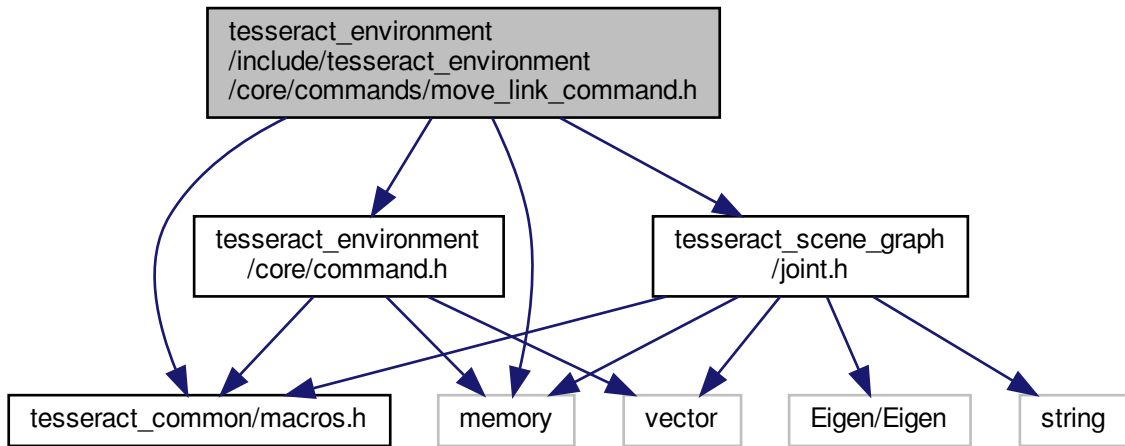 tesseract_environment
/include/tesseract_environment
/core/commands/move_link_command.h
tesseract_environment
/core/command.h
tesseract_scene_graph
/joint.h
tesseract_common/macros.h
memory
vector
Eigen/Eigen
string